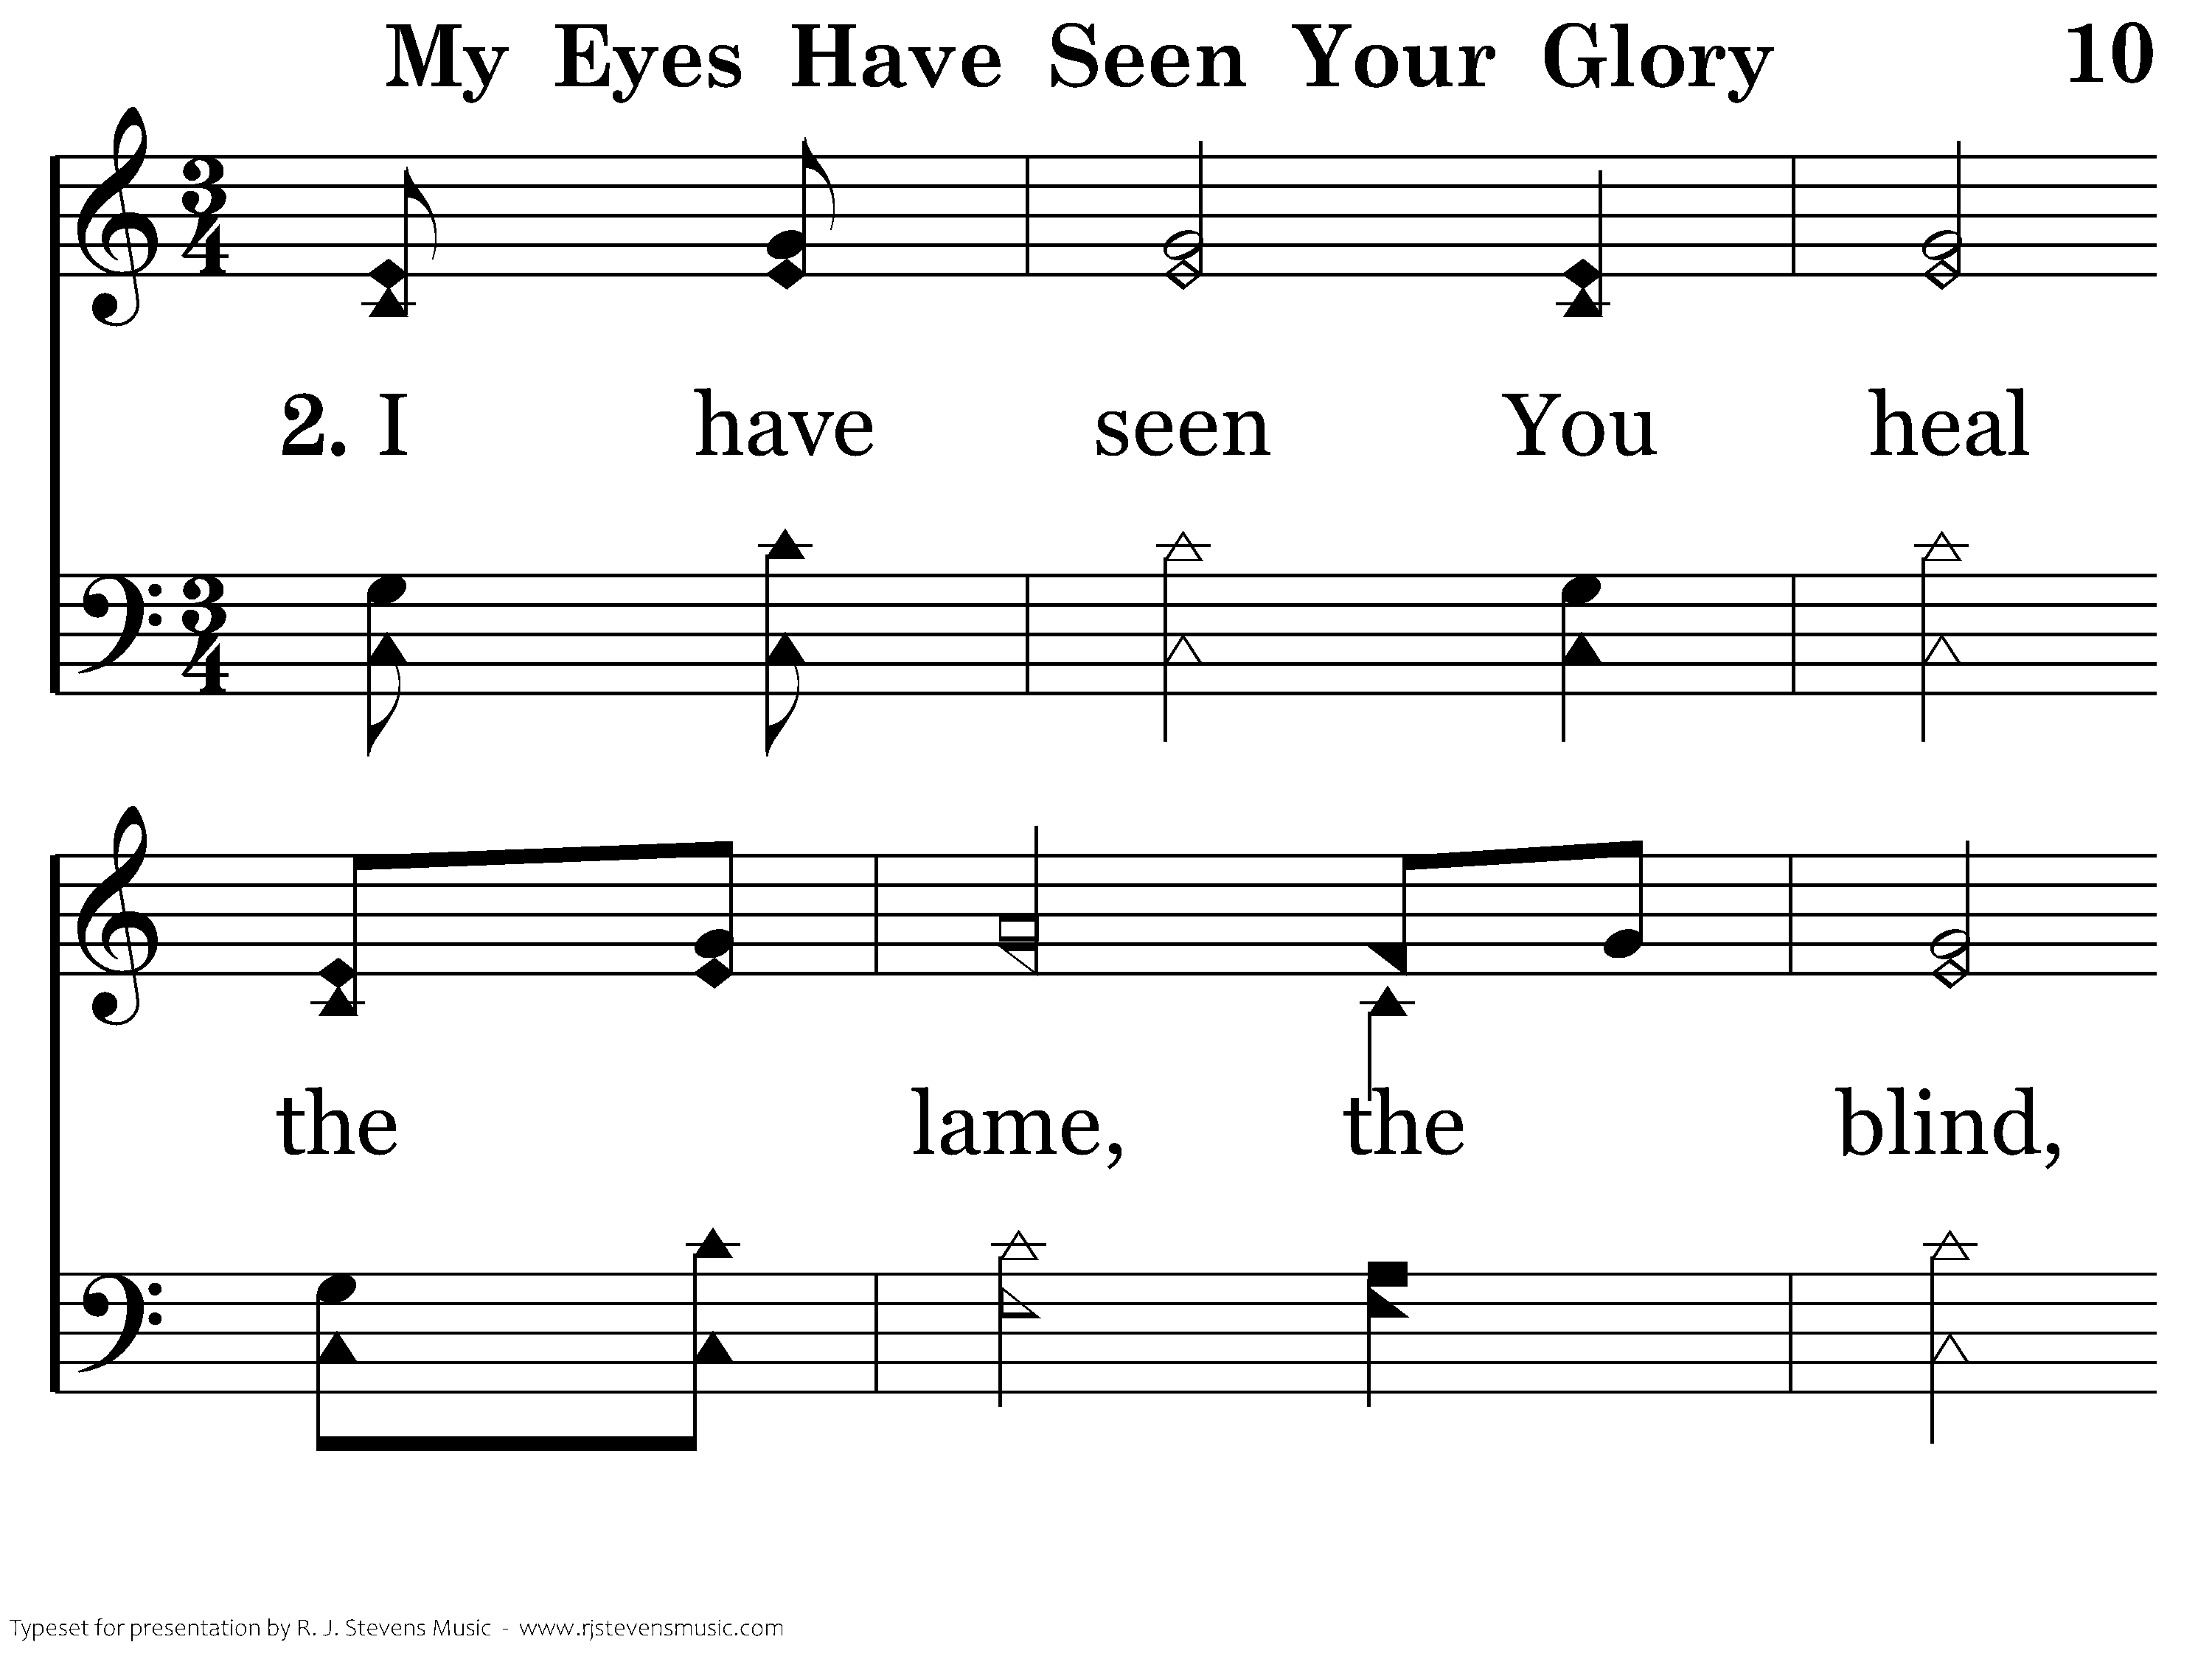 My Eyes Have Seen Your Glory 10
2. I have seen You heal
the lame, the blind,
Typeset for presentation by R. J. Stevens Music - www.rjstevensmusic.com